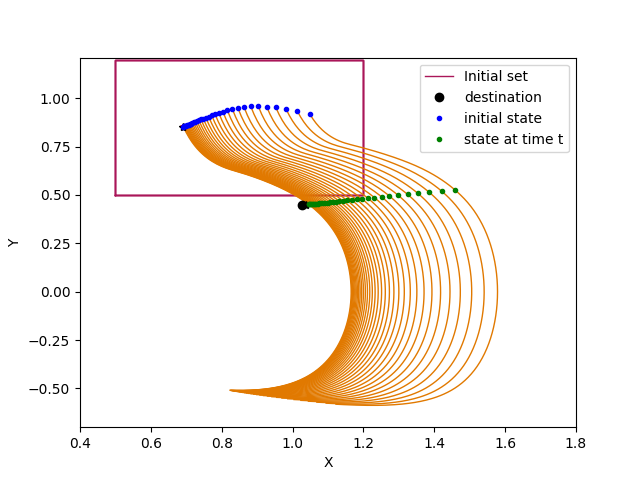 Initial set
destination
initial state
state at time t
Y
1.00
0.75
0.50
0.25
0.00
−0.25
−0.50
0.4 0.6 0.8 1.0 1.2 1.4 1.6 1.8
X